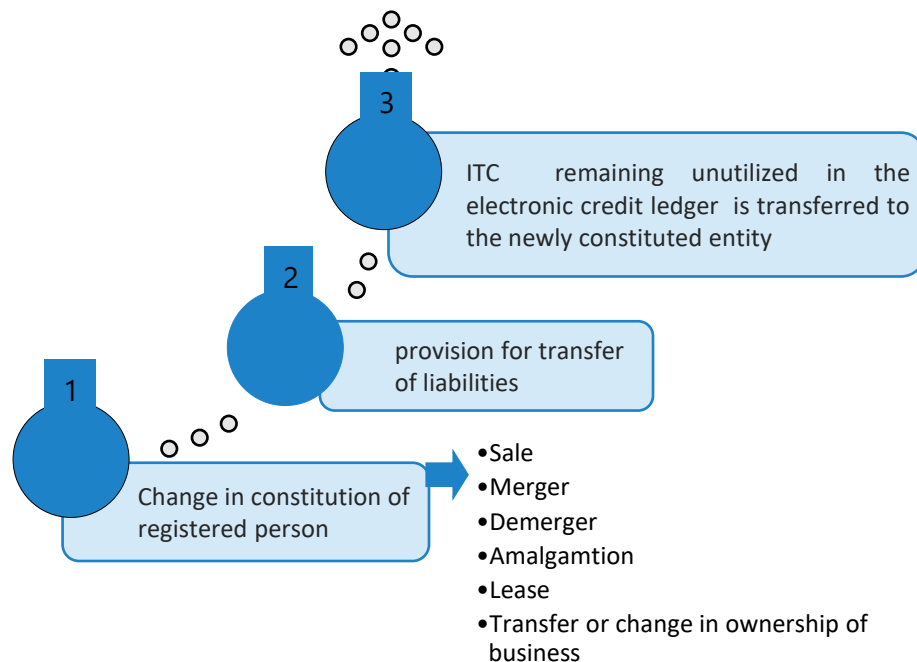 3
ITC remaining unutilized in the
electronic credit ledger is transferred to
the newly constituted entity
2
provision for transfer
of liabilities
1
Change in constitution of
registered person
•Sale
•Merger
•Demerger
•Amalgamtion
•Lease
•Transfer or change in ownership of
business